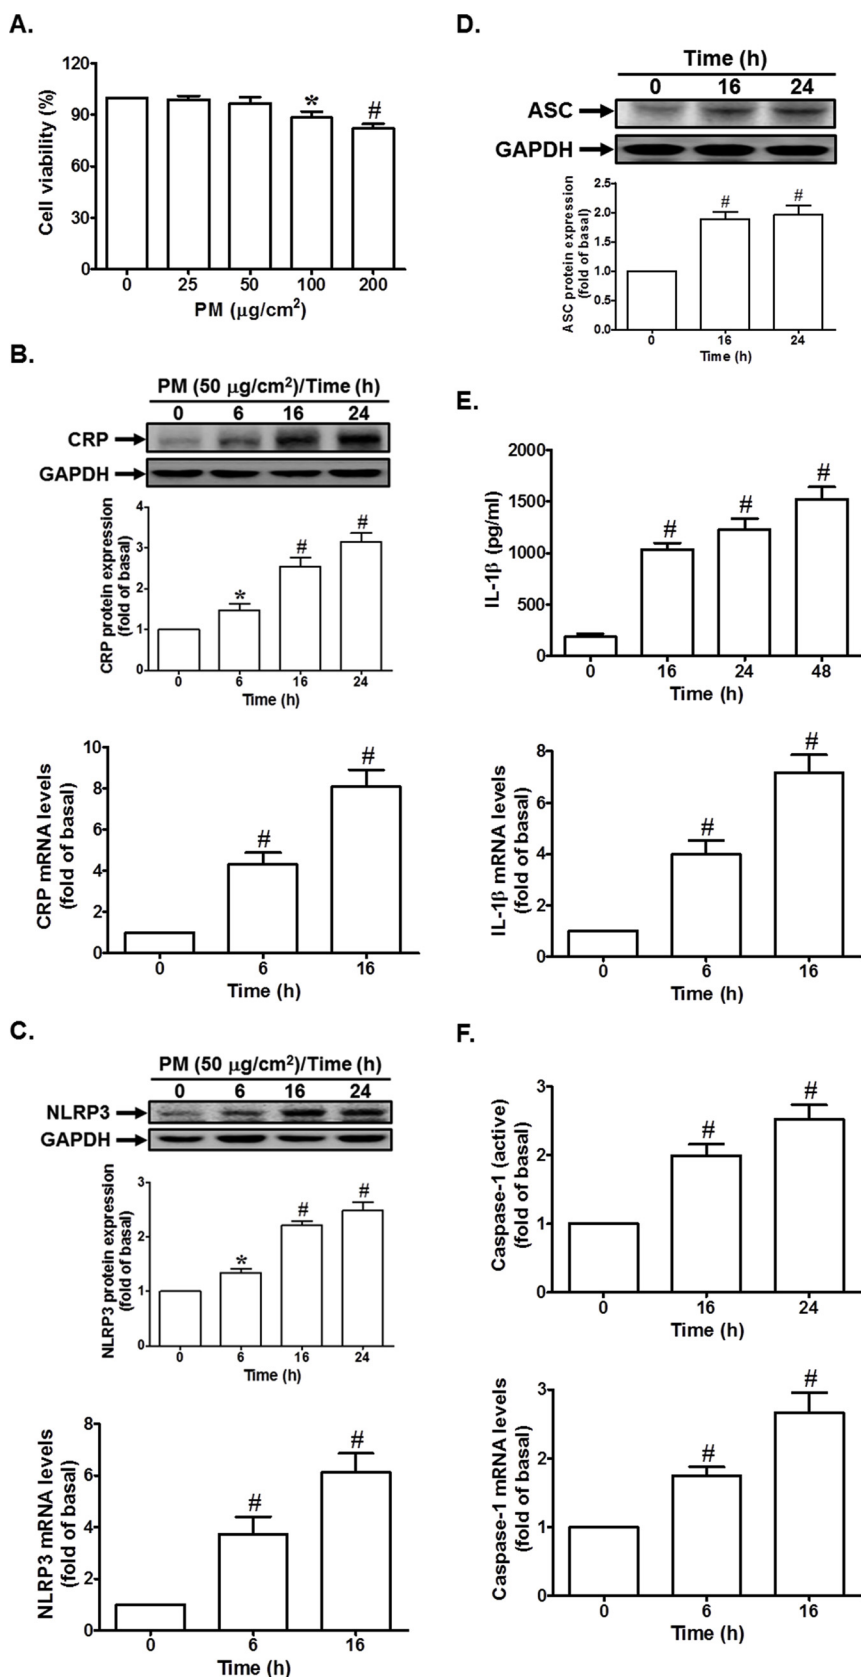 A.
120
90
60
30
0
Cell viability (%)
*
#
0 25 50 100 200
PM (μg/cm²)
B.
PM (50 μg/cm²)/Time (h)
0 6 16 24
CRP
GAPDH
4
3
2
1
0
CRP protein expression
(fold of basal)
*
#
#
0 6 16 24
Time (h)
10
8
6
4
2
0
CRP mRNA levels
(fold of basal)
#
#
0 6 16
Time (h)
C.
PM (50 μg/cm²)/Time (h)
0 6 16 24
NLRP3
GAPDH
3
2
1
0
NLRP3 protein expression
(fold of basal)
*
#
#
0 6 16 24
Time (h)
8
6
4
2
0
NLRP3 mRNA levels
(fold of basal)
#
#
0 6 16
Time (h)
D.
Time (h)
0 16 24
ASC
GAPDH
2.5
2.0
1.5
1.0
0.5
0.0
ASC protein expression
(fold of basal)
#
#
0 16 24
Time (h)
E.
2000
1500
1000
500
0
IL-1β (pg/ml)
#
#
#
0 16 24 48
Time (h)
8
6
4
2
0
IL-1β mRNA levels
(fold of basal)
#
#
0 6 16
Time (h)
F.
3
2
1
0
Caspase-1 (active)
(fold of basal)
#
#
0 16 24
Time (h)
3
2
1
0
Caspase-1 mRNA levels
(fold of basal)
#
#
0 6 16
Time (h)